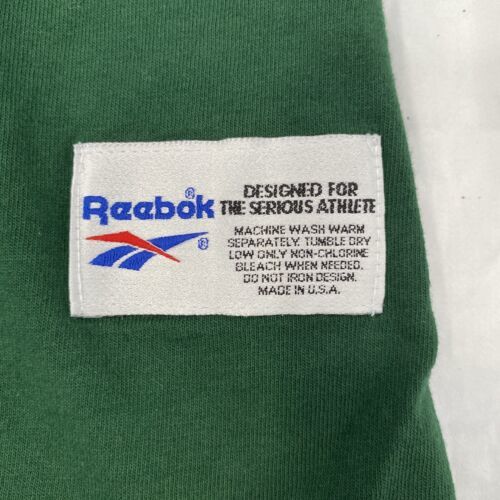 Reebok®
®
DESIGNED FOR
THE SERIOUS ATHLETE
MACHINE WASH WARM
SEPARATELY. TUMBLE DRY
LOW ONLY NON-CHLORINE
BLEACH WHEN NEEDED.
DO NOT IRON DESIGN.
MADE IN U.S.A.